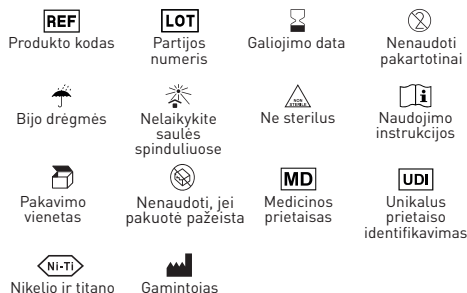 REF
LOT
Produkto kodas
Partijos
numeris
Galiojimo data
2
Nenaudoti
pakartotinai
NON
STERILE
i
Bijo drėgmės
Nelaikykite
saulės
spinduliuose
Ne sterilus
Naudojimo
instrukcijos
MD
UDI
Pakavimo
vienetas
Nenaudoti, jei
pakuotė pažeista
Medicinos
prietaisas
Unikalus
prietaiso
identifikavimas
Ni-Ti
Nikelio ir titano
Gamintojas